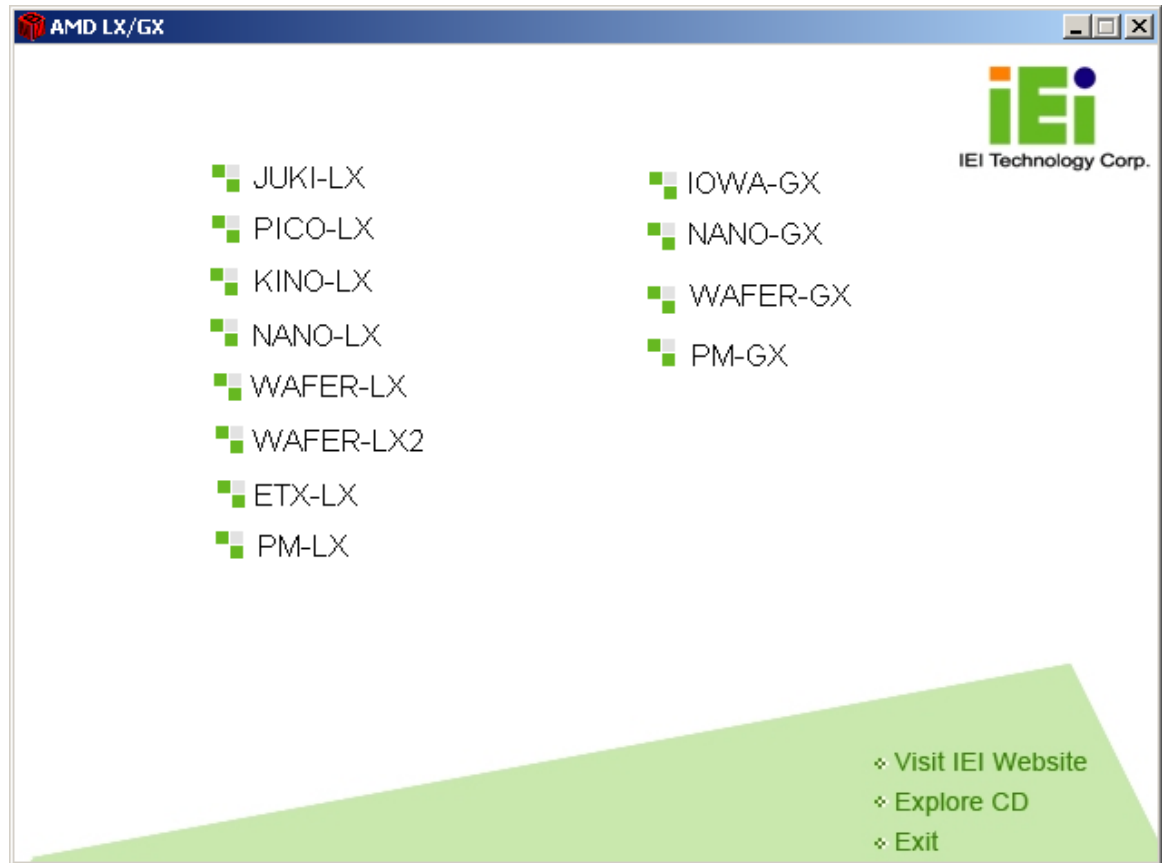 AMD LX/GX
iEi
IEI Technology Corp.
JUKI-LX
PICO-LX
KINO-LX
NANO-LX
WAFER-LX
WAFER-LX2
ETX-LX
PM-LX
IOWA-GX
NANO-GX
WAFER-GX
PM-GX
Visit IEI Website
Explore CD
Exit